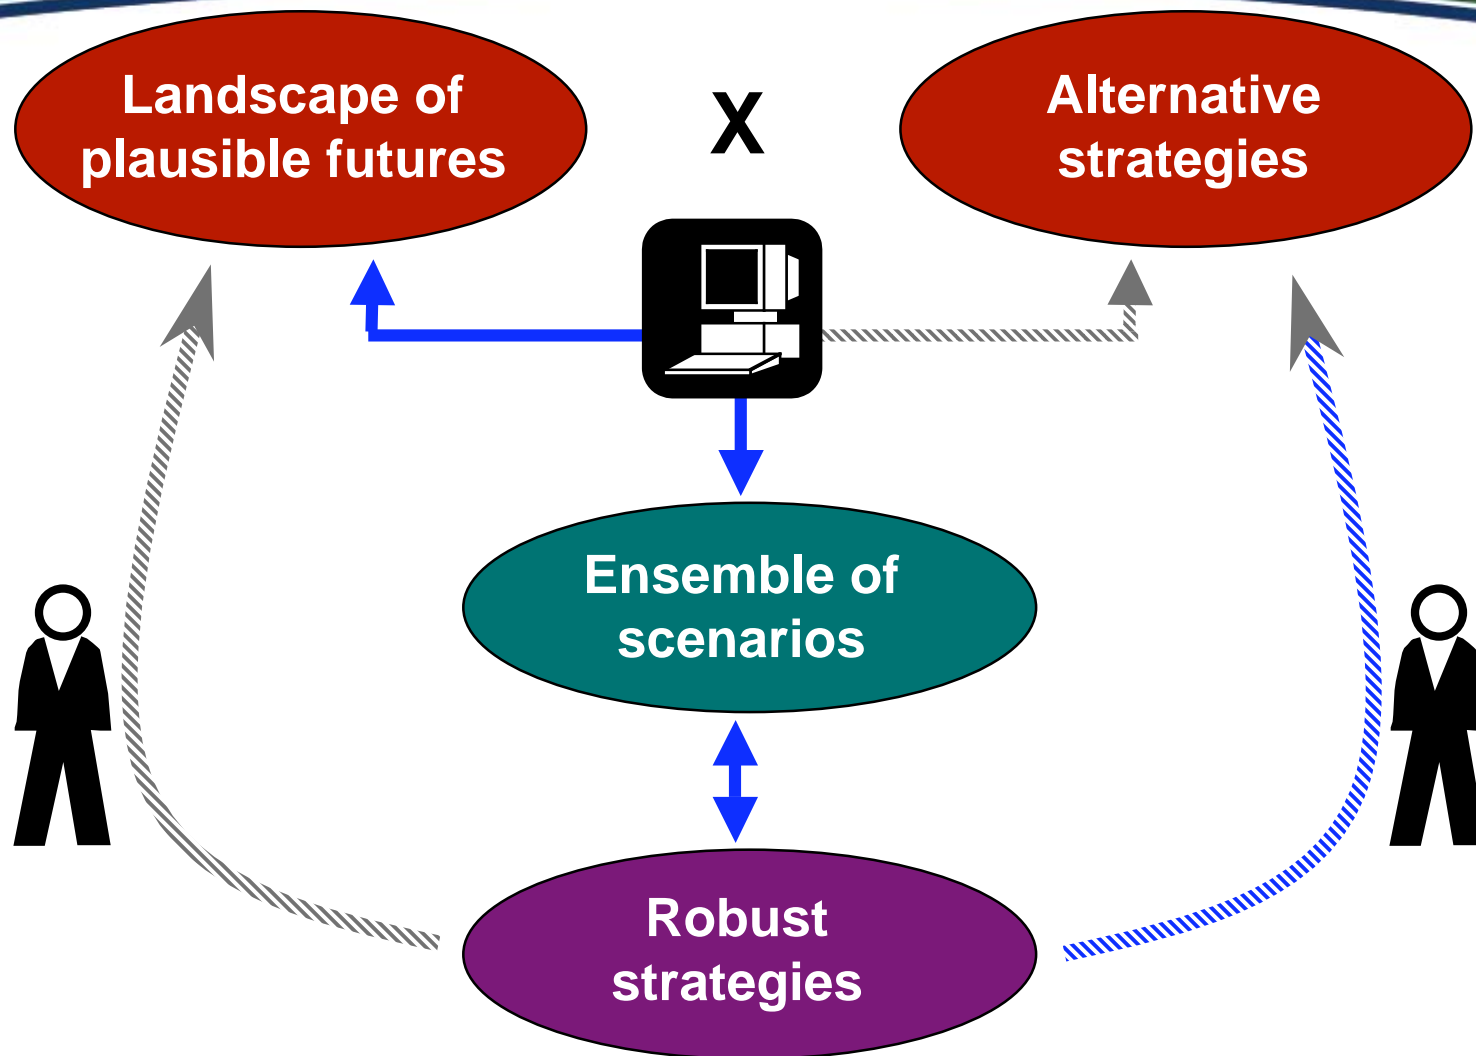 Landscape of
plausible futures
X
Alternative
strategies
Ensemble of
scenarios
Robust
strategies